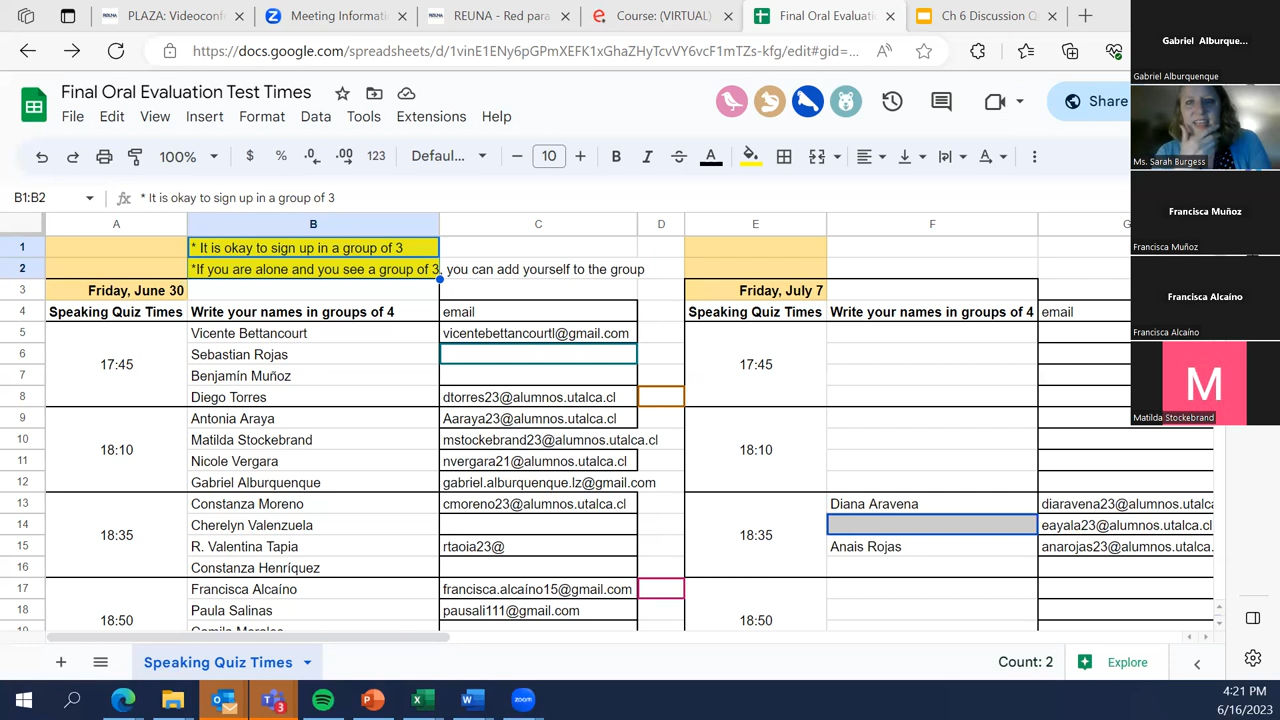 PLAZA: Videoconf
Meeting Informati
REUNA - Red para
Course: (VIRTUAL)
Final Oral Evaluati
Ch 6 Discussion Q
https://docs.google.com/spreadsheets/d/1vinE1ENy6pGPmXEFK1xGhaZHyTcvVY6vcF1mTZs-kfg/edit#gid=...
Final Oral Evaluation Test Times
Share
File Edit View Insert Format Data Tools Extensions Help
100% $ % .0 .00 123 Defaul... 10 B I A
B1:B2 fx * It is okay to sign up in a group of 3
A B C D E F G
1 * It is okay to sign up in a group of 3
2 *If you are alone and you see a group of 3, you can add yourself to the group
3 Friday, June 30 Friday, July 7
4 Speaking Quiz Times Write your names in groups of 4 email Speaking Quiz Times Write your names in groups of 4 email
5 Vicente Bettancourt vicentebettancourtl@gmail.com
6 Sebastian Rojas
17:45 17:45
7 Benjamín Muñoz
8 Diego Torres dtorres23@alumnos.utalca.cl
9 Antonia Araya Aaraya23@alumnos.utalca.cl
10 Matilda Stockebrand mstockebrand23@alumnos.utalca.cl
18:10 18:10
11 Nicole Vergara nvergara21@alumnos.utalca.cl
12 Gabriel Alburquenque gabriel.alburquenque.lz@gmail.com
13 Constanza Moreno cmoreno23@alumnos.utalca.cl Diana Aravena diaravena23@alumnos.utalca.
14 Cherelyn Valenzuela eayala23@alumnos.utalca.cl
18:35 18:35
15 R. Valentina Tapia rtaoia23@ Anais Rojas anarojas23@alumnos.utalca.
16 Constanza Henríquez
17 Francisca Alcaíno francisca.alcaíno15@gmail.com
18 Paula Salinas pausali111@gmail.com
18:50 18:50
Speaking Quiz Times
Count: 2
Explore
Gabriel Alburque...
Gabriel Alburquenque
Ms. Sarah Burgess
Francisca Muñoz
Francisca Muñoz
Francisca Alcaíno
Francisca Alcaíno
M
Matilda Stockebrand
3
zoom
4:21 PM
6/16/2023